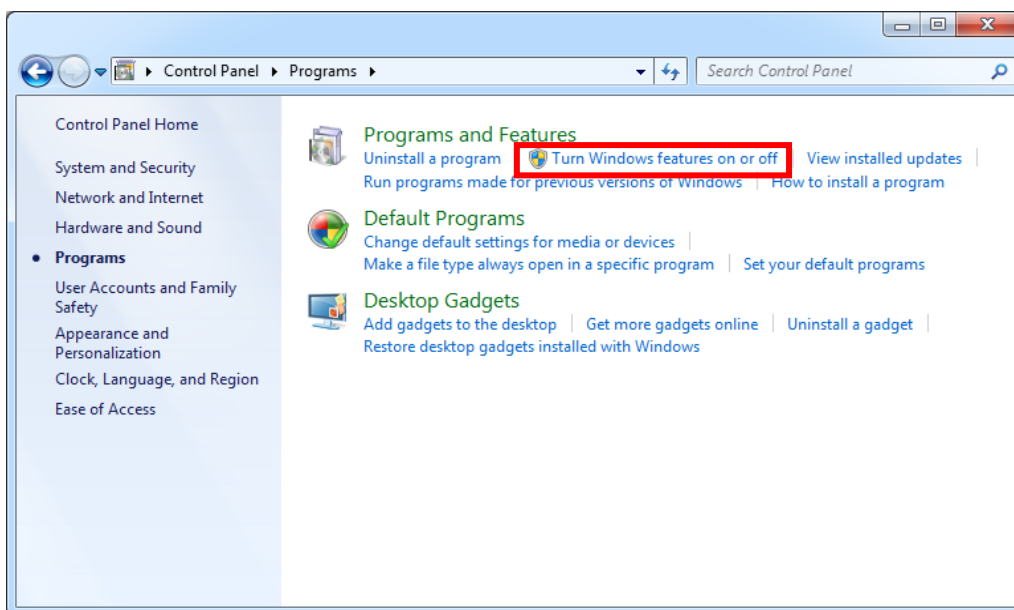 Control Panel Programs
Search Control Panel
Control Panel Home
System and Security
Network and Internet
Hardware and Sound
Programs
User Accounts and Family
Safety
Appearance and
Personalization
Clock, Language, and Region
Ease of Access
Programs and Features
Uninstall a program Turn Windows features on or off View installed updates
Run programs made for previous versions of Windows How to install a program
Default Programs
Change default settings for media or devices
Make a file type always open in a specific program Set your default programs
Desktop Gadgets
Add gadgets to the desktop Get more gadgets online Uninstall a gadget
Restore desktop gadgets installed with Windows